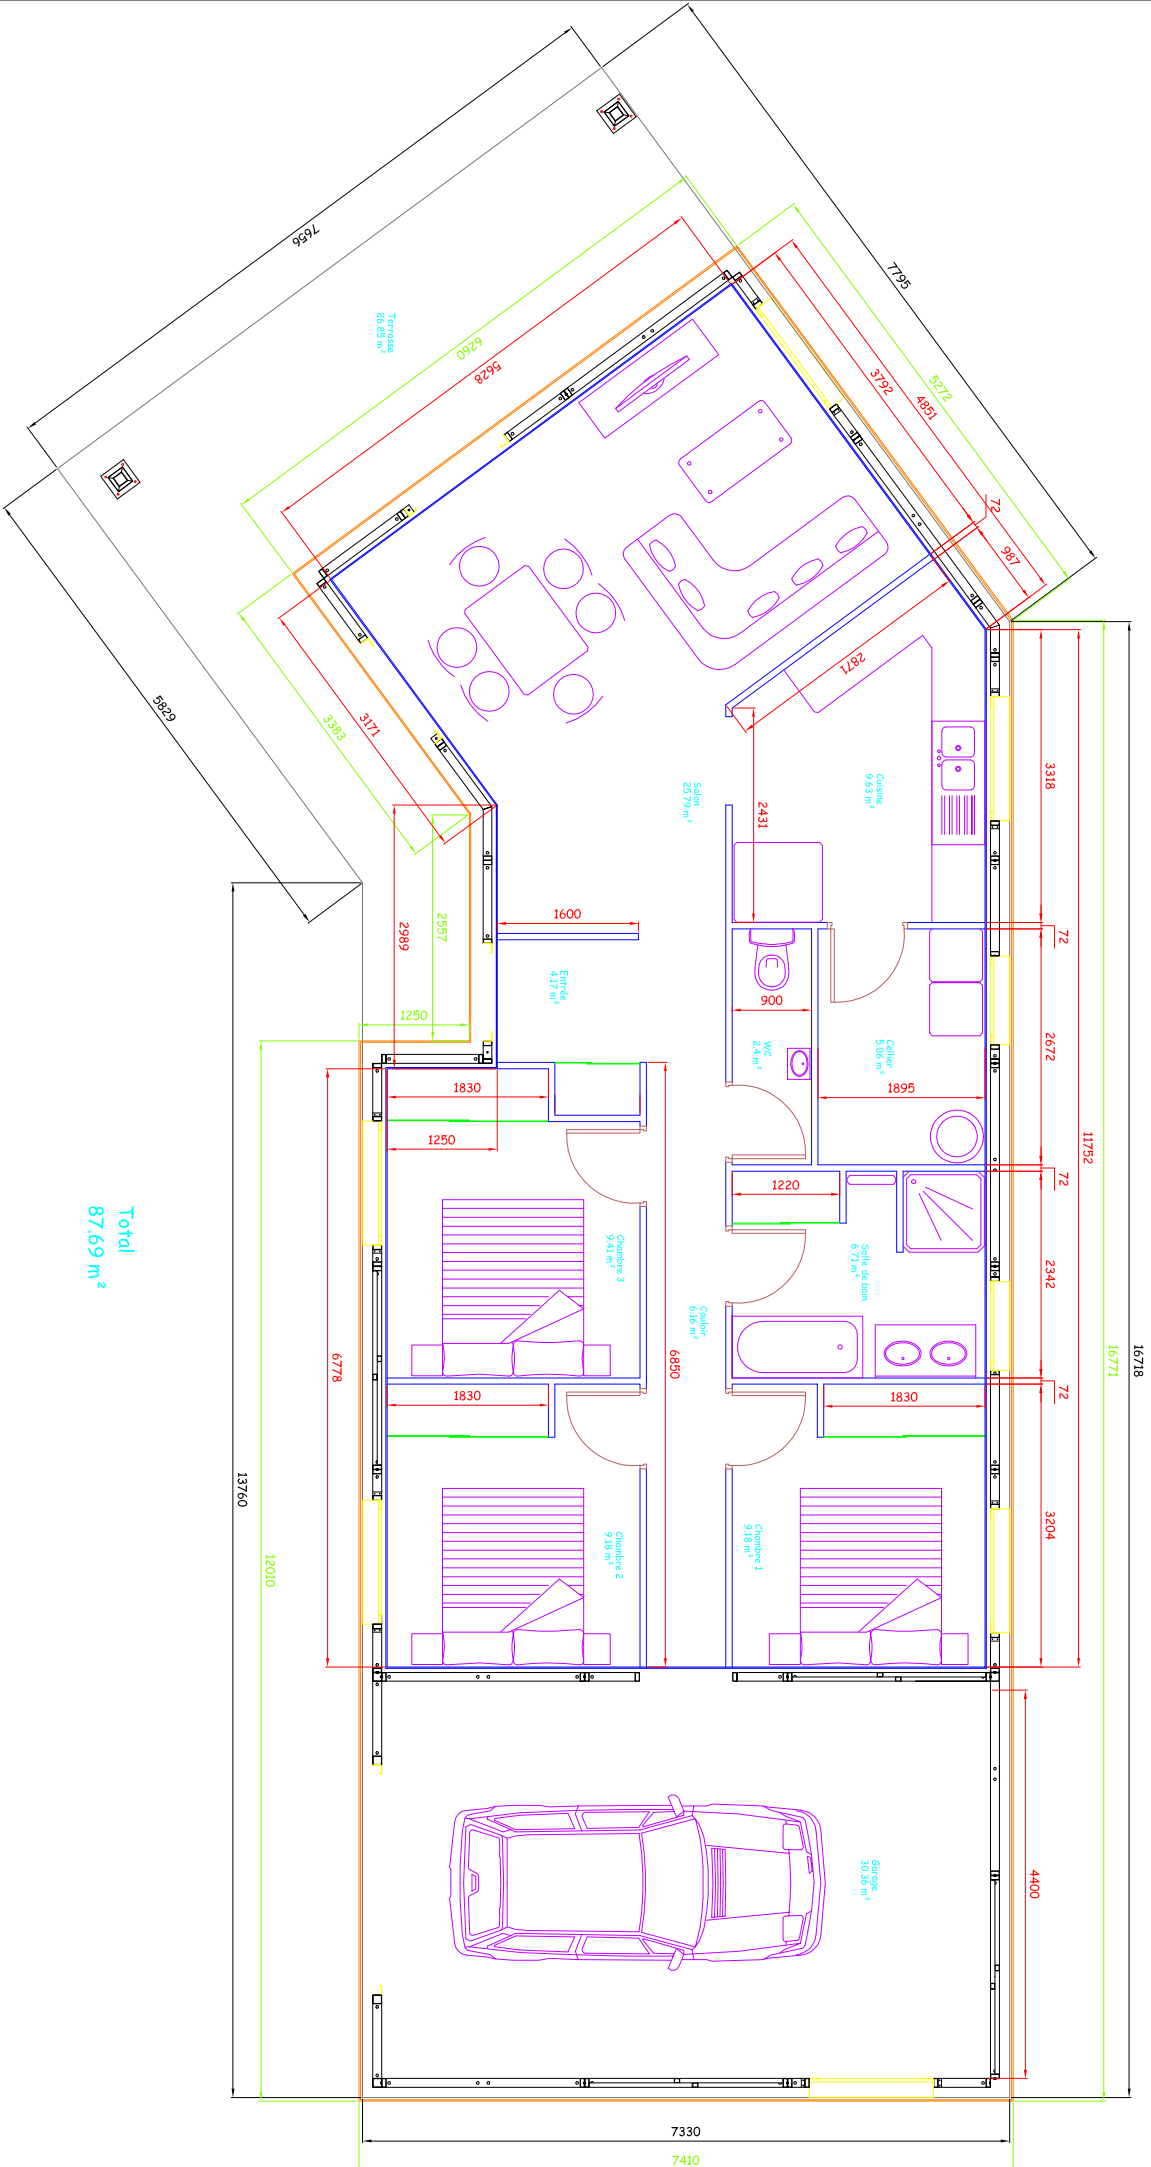 7656
7795
6260
5628
5272
4851
3792
72
987
Terrasse
26.85 m²
2871
5829
3383
3171
3318
Cuisine
9.63 m²
Salon
25.79 m²
2431
2989
2557
1600
72
900
2672
Entrée
4.17 m²
WC
2.4 m²
Cellier
5.06 m²
1250
1830
1895
1250
11752
72
1220
Total
87.69 m²
Chambre 3
9.41 m²
Salle de bain
6.71 m²
2342
Couloir
6.16 m²
6778
6850
16771
16718
72
1830
1830
13760
12010
Chambre 2
9.18 m²
Chambre 1
9.18 m²
3204
Garage
30.36 m²
4400
7330
7410